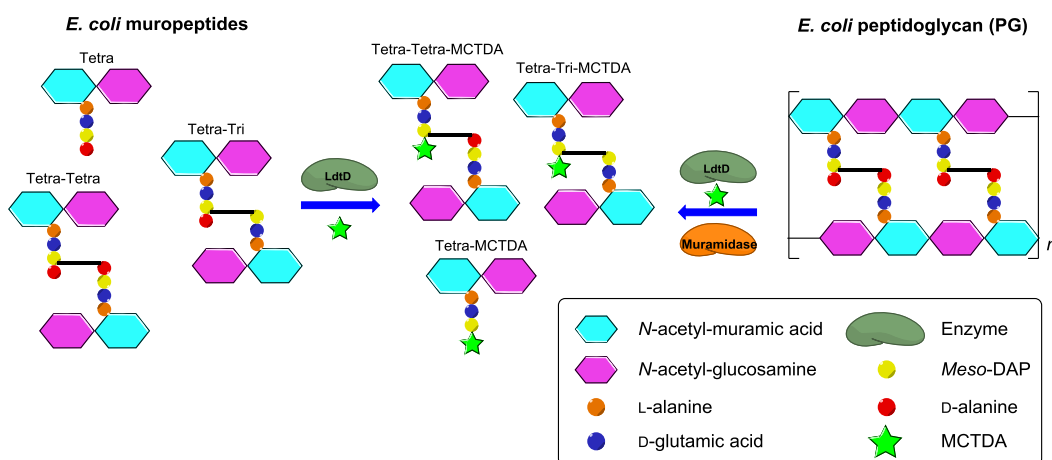 E. coli muropeptides
Tetra
Tetra-Tri
Tetra-Tetra
LdtD
Tetra-Tetra-MCTDA
Tetra-Tri-MCTDA
Tetra-MCTDA
LdtD
Muramidase
E. coli peptidoglycan (PG)
n
N-acetyl-muramic acid
Enzyme
N-acetyl-glucosamine
Meso-DAP
L-alanine
D-alanine
D-glutamic acid
MCTDA